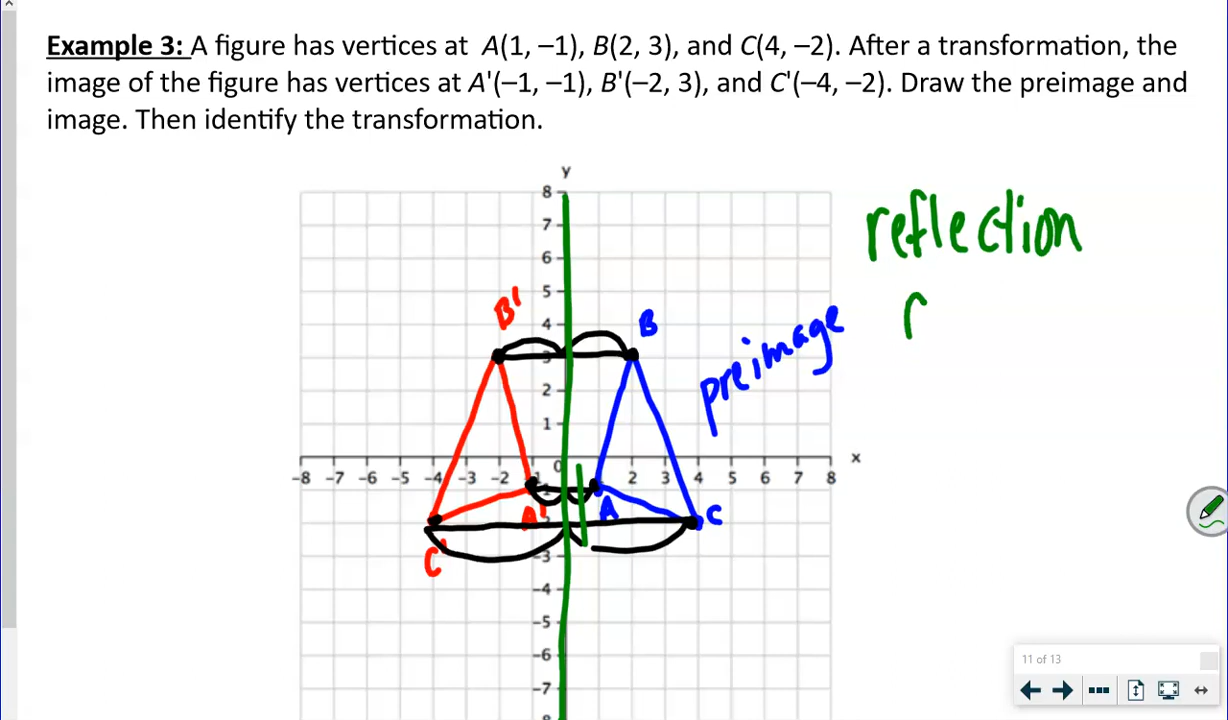 Example 3: A figure has vertices at A(1, –1), B(2, 3), and C(4, –2). After a transformation, the
image of the figure has vertices at A'(–1, –1), B'(–2, 3), and C'(–4, –2). Draw the preimage and
image. Then identify the transformation.
y
8
7
6
5
4
3
2
1
0
-8 -7 -6 -5 -4 -3 -2 -1 2 3 4 5 6 7 8 x
-3
-4
-5
-6
-7
8
reflection
r
B'
B
preimage
A'
A
C
C'
11 of 13